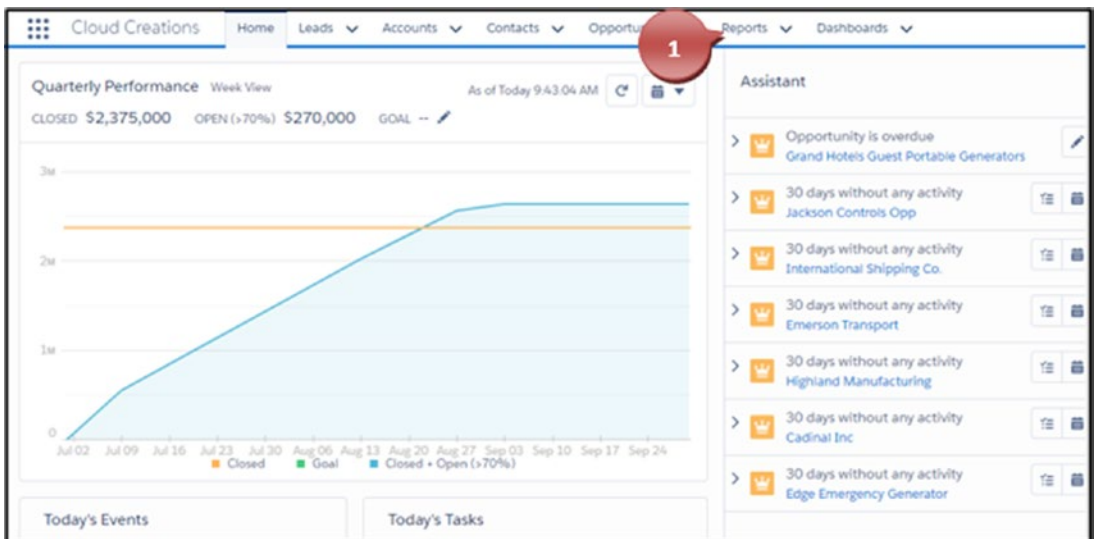 Cloud Creations Home Leads Accounts Contacts Reports Dashboards
1
Quarterly Performance Week View As of Today 9:43:04 AM
CLOSED $2,375,000 OPEN (>70%) $270,000 GOAL --
3M
2M
1M
0
Jul 02 Jul 09 Jul 16 Jul 23 Jul 30 Aug 06 Aug 13 Aug 20 Aug 27 Sep 03 Sep 10 Sep 17 Sep 24
Closed Goal Closed + Open (>70%)
Today's Events
Today's Tasks
Assistant
Opportunity is overdue
Grand Hotels Guest Portable Generators
30 days without any activity
Jackson Controls Opp
30 days without any activity
International Shipping Co.
30 days without any activity
Emerson Transport
30 days without any activity
Highland Manufacturing
30 days without any activity
Cadinal Inc
30 days without any activity
Edge Emergency Generator